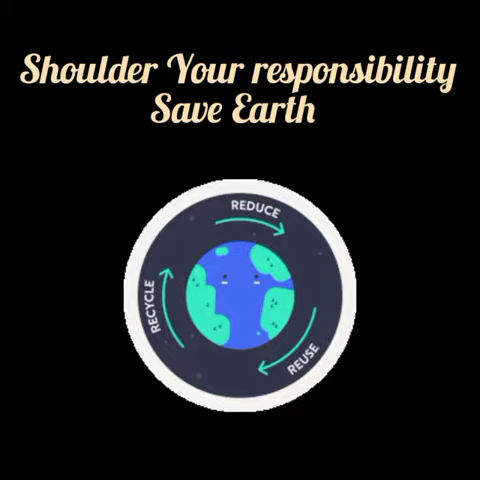 Shoulder Your responsibility
Save Earth
REDUCE
REUSE
RECYCLE